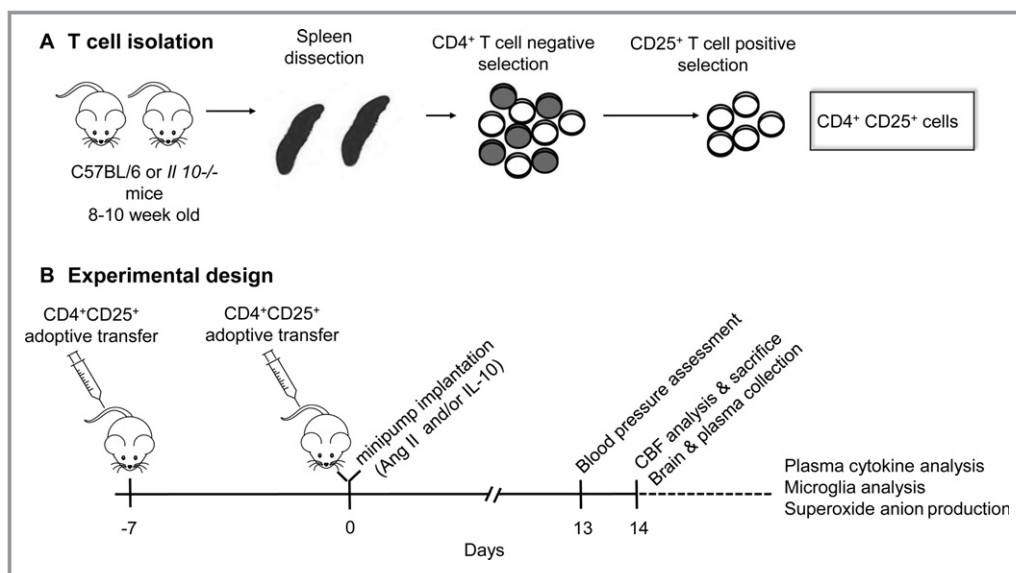 A T cell isolation
Spleen
dissection
CD4⁺ T cell negative
selection
CD25⁺ T cell positive
selection
CD4⁺ CD25⁺ cells
C57BL/6 or Il 10-/-
mice
8-10 week old
B Experimental design
CD4⁺CD25⁺
adoptive transfer
CD4⁺CD25⁺
adoptive transfer
minipump implantation
(Ang II and/or IL-10)
Blood pressure assessment
CBF analysis & sacrifice
Brain & plasma collection
Plasma cytokine analysis
Microglia analysis
Superoxide anion production
-7
0
13
14
Days